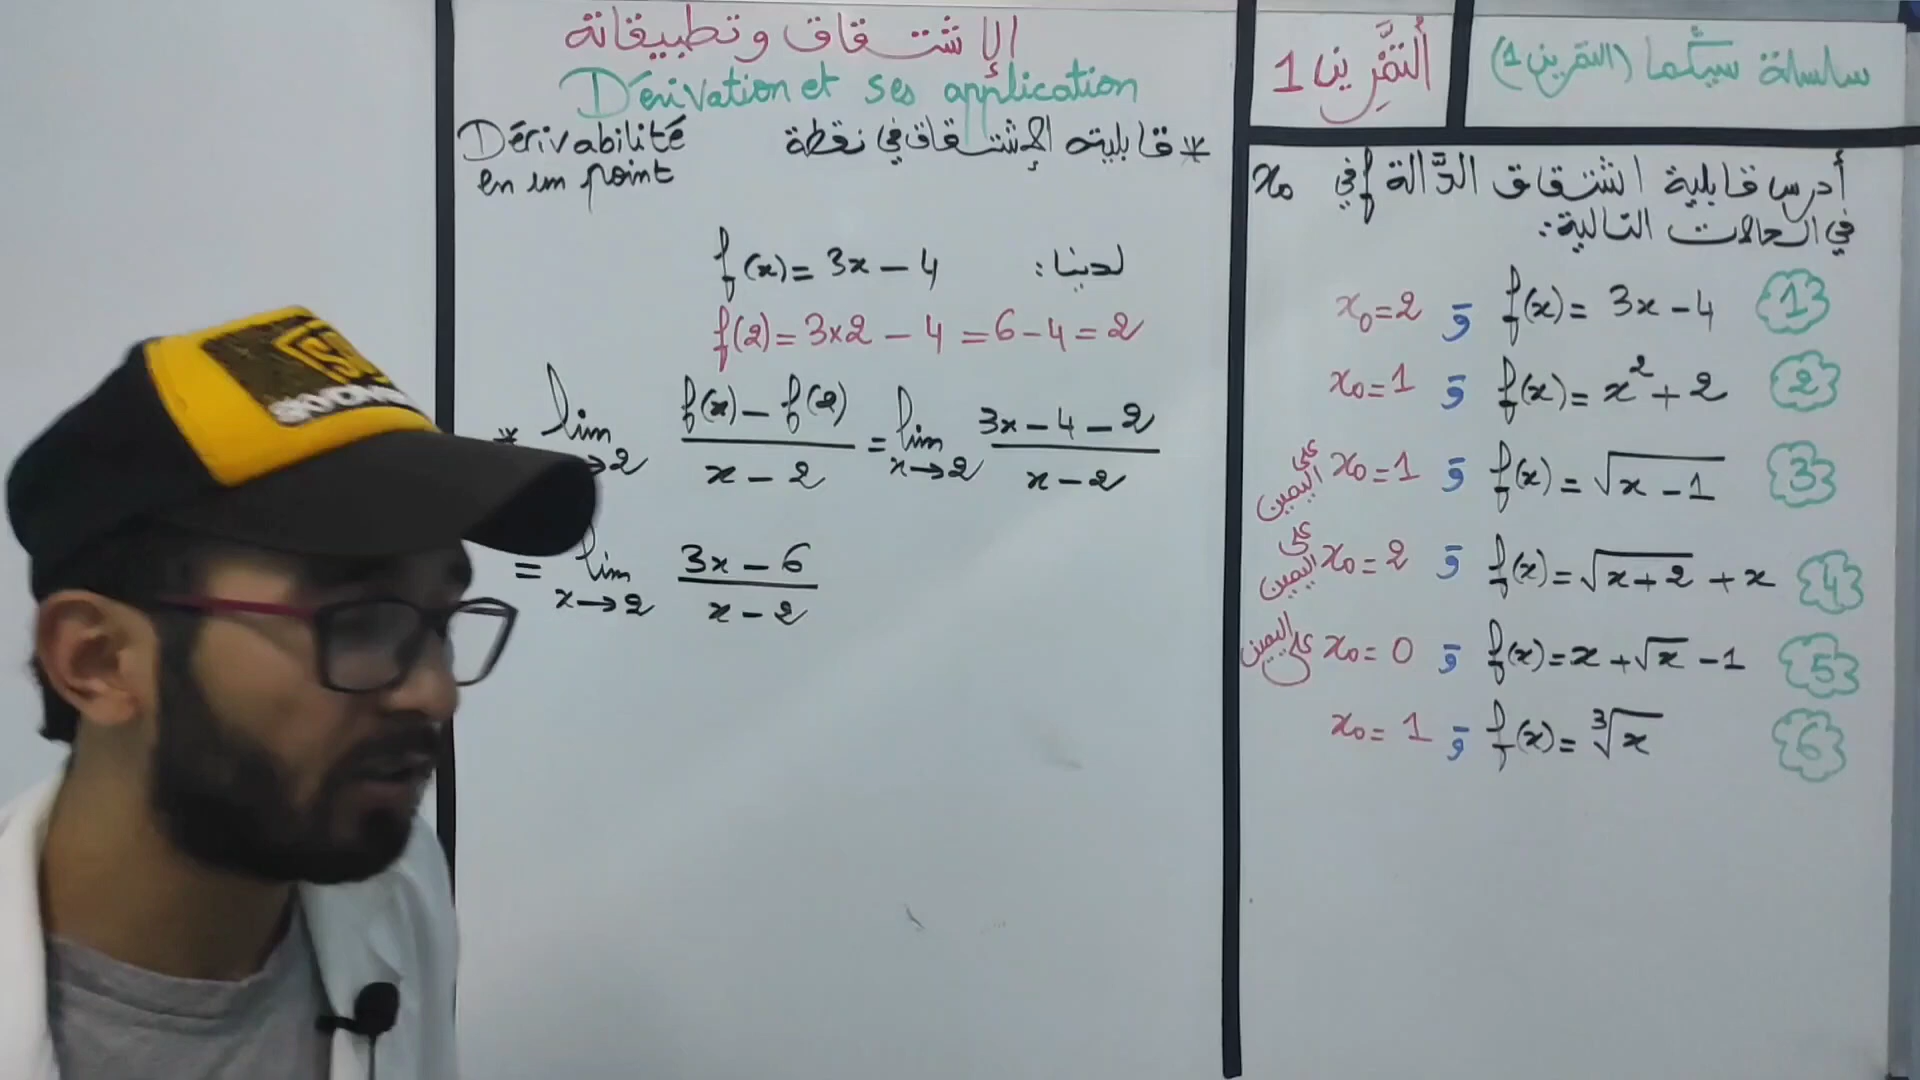 سلسلة سيڭما (التمرين 1)
التمرين 1
أدرس قابلية اشتقاق الدالة f في x₀
في الحالات التالية:
① f(x) = 3x - 4 و x₀ = 2
② f(x) = x² + 2 و x₀ = 1
③ f(x) = √(x - 1) و x₀ = 1 على اليمين
④ f(x) = √(x + 2) + x و x₀ = 2 على اليمين
⑤ f(x) = x + √x - 1 و x₀ = 0 على اليمين
⑥ f(x) = ∛x و x₀ = 1
الإشتقاق وتطبيقاته
Dérivation et ses application
* قابلية الإشتقاق في نقطة
Dérivabilité
en un point
لدينا: f(x) = 3x - 4
f(2) = 3×2 - 4 = 6 - 4 = 2
* lim →2 (f(x) - f(2))/(x - 2) = lim x→2 (3x - 4 - 2)/(x - 2)
= lim x→2 (3x - 6)/(x - 2)